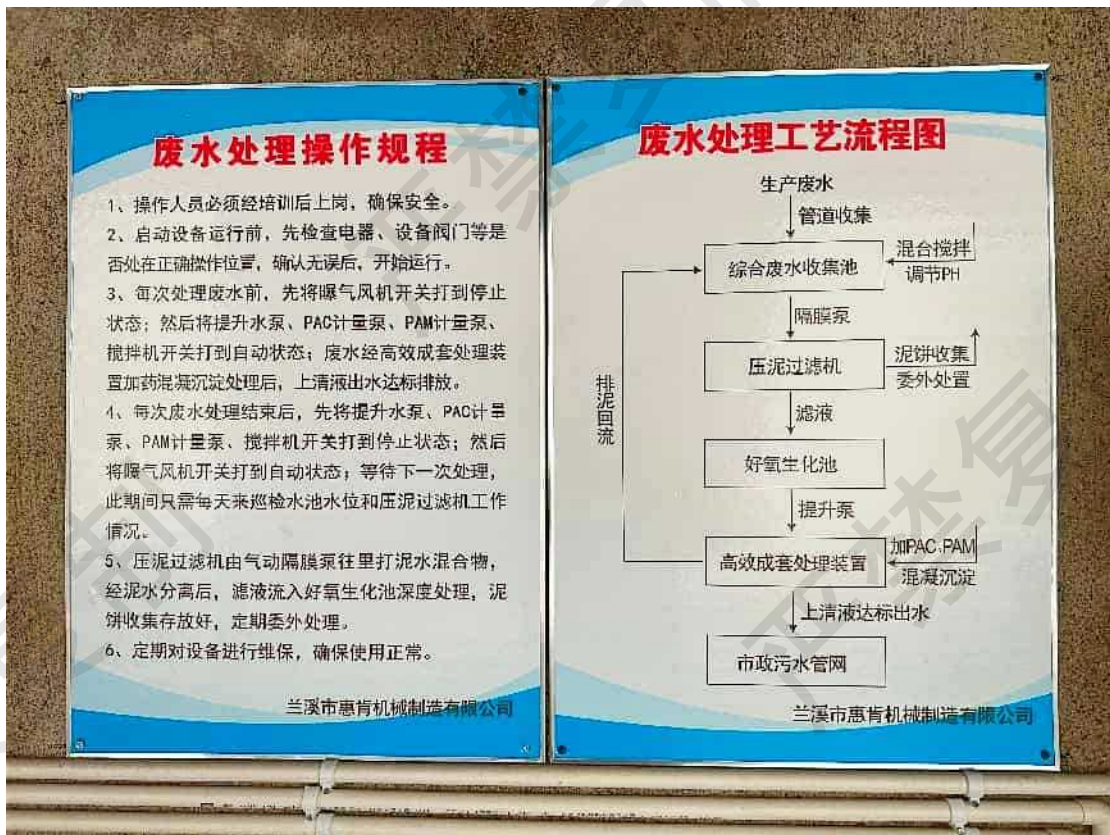 废水处理操作规程
1、操作人员必须经培训后上岗，确保安全。
2、启动设备运行前，先检查电器、设备阀门等是
否处在正确操作位置，确认无误后，开始运行。
3、每次处理废水前，先将曝气风机开关打到停止
状态；然后将提升水泵、PAC计量泵、PAM计量泵、
搅拌机开关打到自动状态；废水经高效成套处理装
置加药混凝沉淀处理后，上清液出水达标排放。
4、每次废水处理结束后，先将提升水泵、PAC计量
泵、PAM计量泵、搅拌机开关打到停止状态；然后
将曝气风机开关打到自动状态；等待下一次处理，
此期间只需每天来巡检水池水位和压泥过滤机工作
情况。
5、压泥过滤机由气动隔膜泵往里打泥水混合物，
经泥水分离后，滤液流入好氧生化池深度处理，泥
饼收集存放好，定期委外处理。
6、定期对设备进行维保，确保使用正常。
兰溪市惠肯机械制造有限公司
废水处理工艺流程图
生产废水
管道收集
综合废水收集池
混合搅拌
调节PH
隔膜泵
压泥过滤机
泥饼收集
委外处置
排泥回流
滤液
好氧生化池
提升泵
高效成套处理装置
加PAC、PAM
混凝沉淀
上清液达标出水
市政污水管网
兰溪市惠肯机械制造有限公司
严禁复制
严禁复